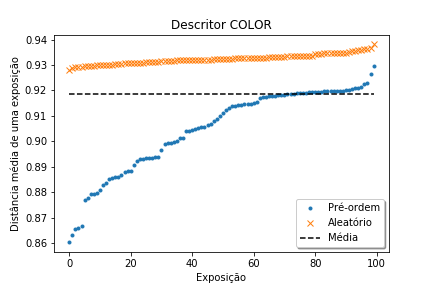 Descritor COLOR
Distância média de uma exposição
0.94
0.93
0.92
0.91
0.90
0.89
0.88
0.87
0.86
0
20
40
60
80
100
Exposição
Pré-ordem
Aleatório
Média